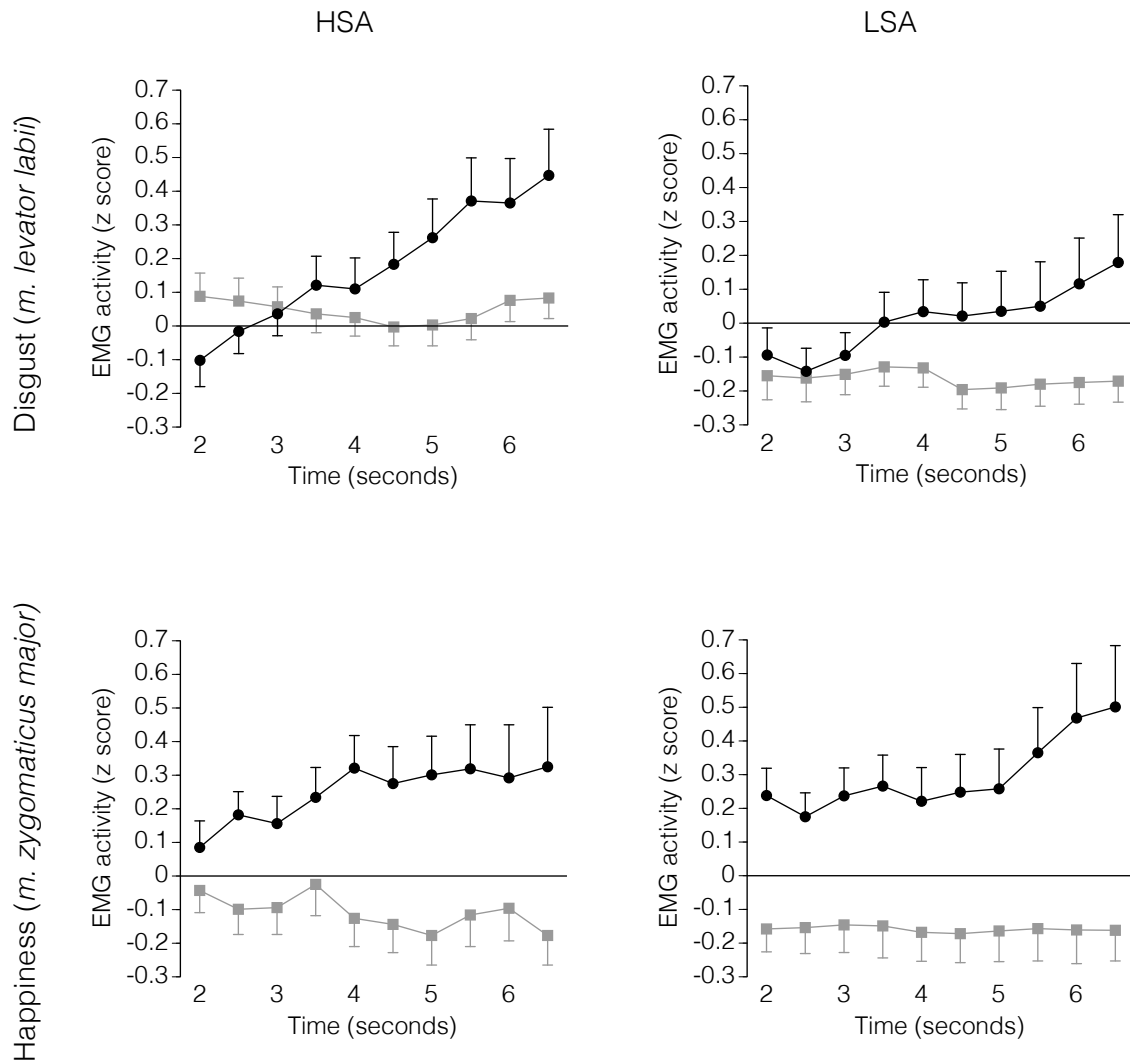 HSA
LSA
Disgust (m. levator labii)
EMG activity (z score)
0.7
0.6
0.5
0.4
0.3
0.2
0.1
0
-0.1
-0.2
-0.3
2 3 4 5 6
Time (seconds)
EMG activity (z score)
0.7
0.6
0.5
0.4
0.3
0.2
0.1
0
-0.1
-0.2
-0.3
2 3 4 5 6
Time (seconds)
Happiness (m. zygomaticus major)
EMG activity (z score)
0.7
0.6
0.5
0.4
0.3
0.2
0.1
0
-0.1
-0.2
-0.3
2 3 4 5 6
Time (seconds)
EMG activity (z score)
0.7
0.6
0.5
0.4
0.3
0.2
0.1
0
-0.1
-0.2
-0.3
2 3 4 5 6
Time (seconds)